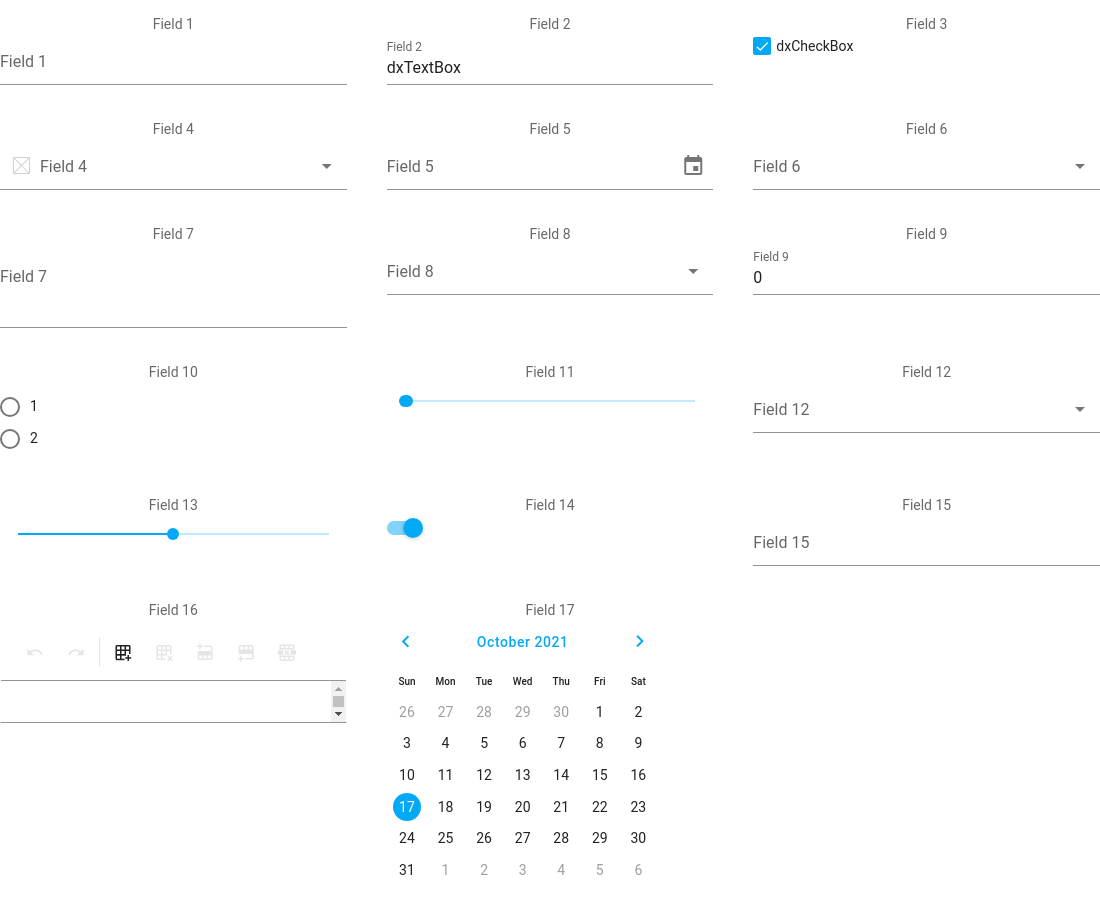 Field 1 Field 2 Field 3
Field 1
Field 2
dxTextBox
dxCheckBox
Field 4 Field 5 Field 6
Field 4 Field 5 Field 6
Field 7 Field 8 Field 9
Field 7
Field 8
Field 9
0
Field 10 Field 11 Field 12
1
2
Field 12
Field 13 Field 14 Field 15
Field 15
Field 16 Field 17
October 2021
Sun Mon Tue Wed Thu Fri Sat
26 27 28 29 30 1 2
3 4 5 6 7 8 9
10 11 12 13 14 15 16
17 18 19 20 21 22 23
24 25 26 27 28 29 30
31 1 2 3 4 5 6